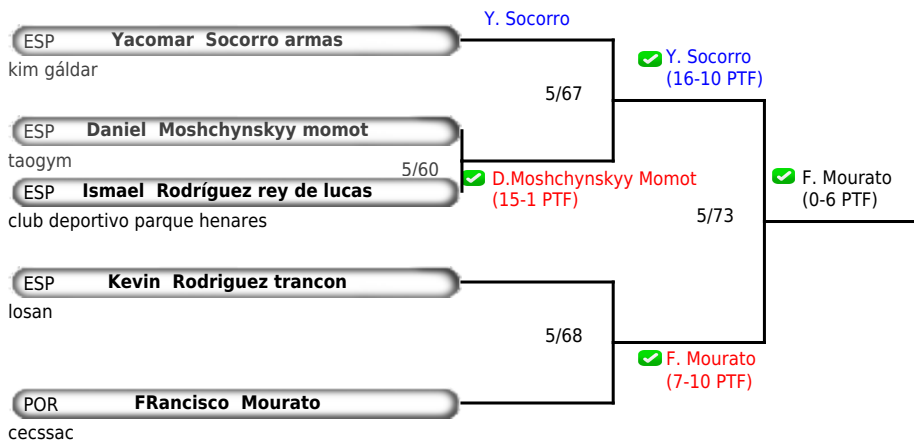 Y. Socorro
ESP Yacomar Socorro armas
kim gáldar
Y. Socorro
(16-10 PTF)
5/67
ESP Daniel Moshchynskyy momot
taogym
5/60
D.Moshchynskyy Momot
(15-1 PTF)
ESP Ismael Rodríguez rey de lucas
club deportivo parque henares
F. Mourato
(0-6 PTF)
5/73
ESP Kevin Rodriguez trancon
losan
5/68
F. Mourato
(7-10 PTF)
POR FRancisco Mourato
cecssac